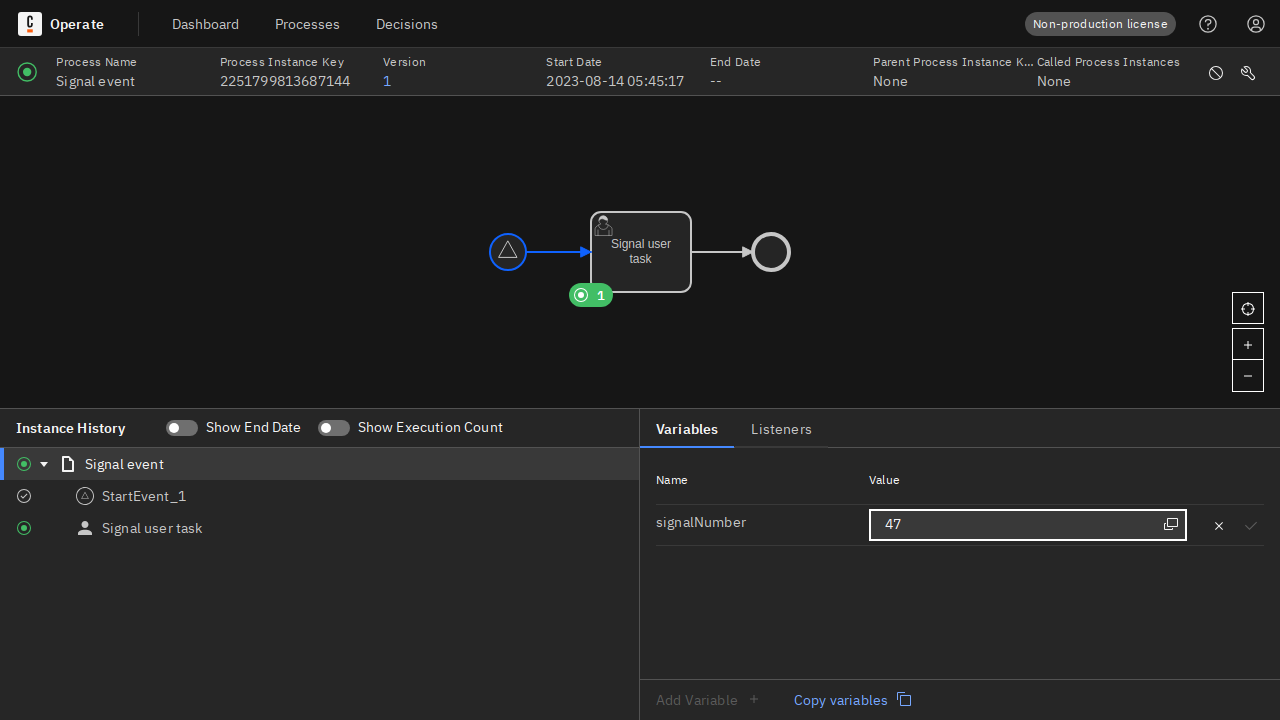 Operate
Dashboard
Processes
Decisions
Non-production license
Process Name
Signal event
Process Instance Key
2251799813687144
Version
1
Start Date
2023-08-14 05:45:17
End Date
--
Parent Process Instance K...
None
Called Process Instances
None
Signal user
task
1
Instance History
Show End Date
Show Execution Count
Signal event
StartEvent_1
Signal user task
Variables
Listeners
Name
Value
signalNumber
47
Add Variable
Copy variables